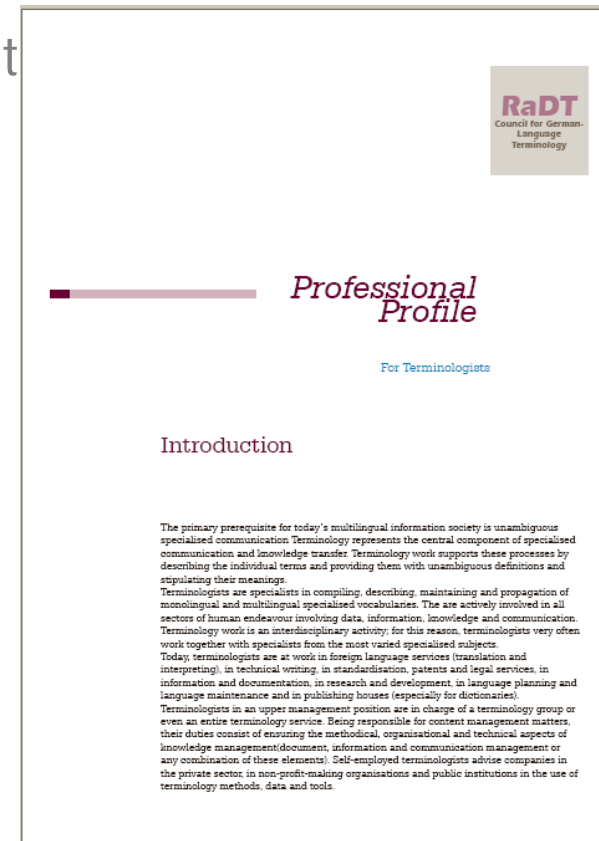 t
RaDT
Council for German-
Language
Terminology
Professional
Profile
For Terminologists
Introduction
The primary prerequisite for today's multilingual information society is unambiguous
specialised communication Terminology represents the central component of specialised
communication and knowledge transfer. Terminology work supports these processes by
describing the individual terms and providing them with unambiguous definitions and
stipulating their meanings.
Terminologists are specialists in compiling, describing, maintaining and propagation of
monolingual and multilingual specialised vocabularies. The are actively involved in all
sectors of human endeavour involving data, information, knowledge and communication.
Terminology work is an interdisciplinary activity; for this reason, terminologists very often
work together with specialists from the most varied specialised subjects.
Today, terminologists are at work in foreign language services (translation and
interpreting), in technical writing, in standardisation, patents and legal services, in
information and documentation, in research and development, in language planning and
language maintenance and in publishing houses (especially for dictionaries).
Terminologists in an upper management position are in charge of a terminology group or
even an entire terminology service. Being responsible for content management matters,
their duties consist of ensuring the methodical, organisational and technical aspects of
knowledge management(document, information and communication management or
any combination of these elements). Self-employed terminologists advise companies in
the private sector, in non-profit-making organisations and public institutions in the use of
terminology methods, data and tools.